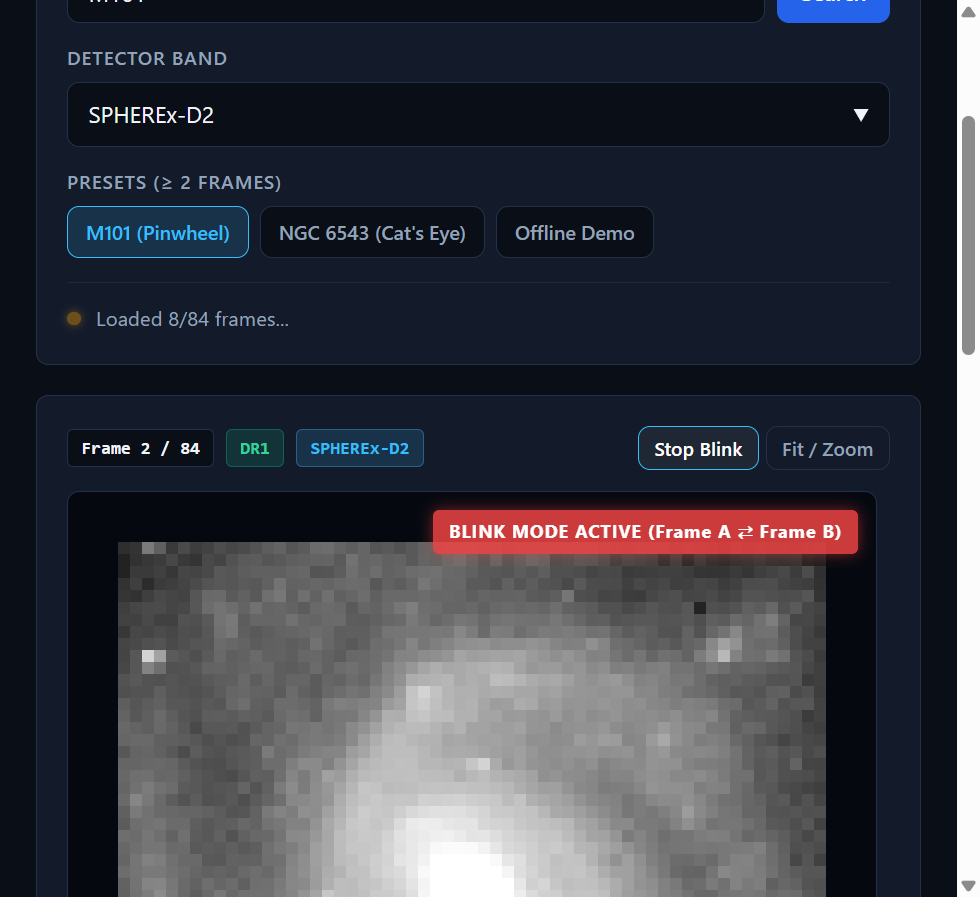 DETECTOR BAND
SPHEREx-D2
PRESETS (≥ 2 FRAMES)
M101 (Pinwheel) NGC 6543 (Cat's Eye) Offline Demo
Loaded 8/84 frames...
Frame 2 / 84 DR1 SPHEREx-D2 Stop Blink Fit / Zoom
BLINK MODE ACTIVE (Frame A ⇄ Frame B)